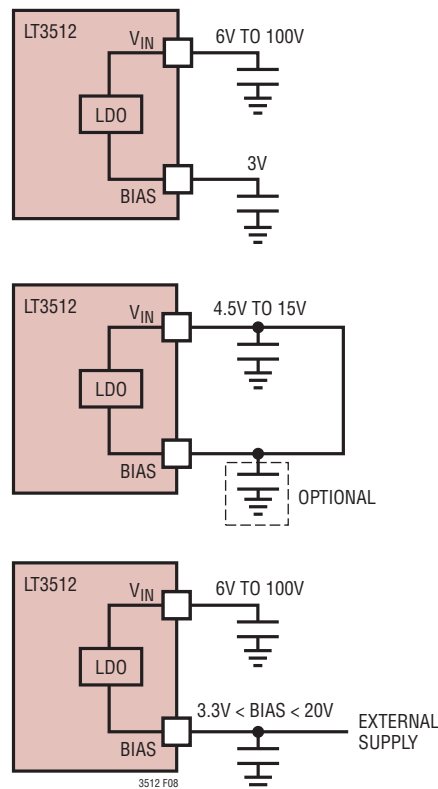 LT3512
VIN
6V TO 100V
LDO
3V
BIAS
LT3512
VIN
4.5V TO 15V
LDO
BIAS
OPTIONAL
LT3512
VIN
6V TO 100V
LDO
3.3V < BIAS < 20V
EXTERNAL
SUPPLY
BIAS
3512 F08